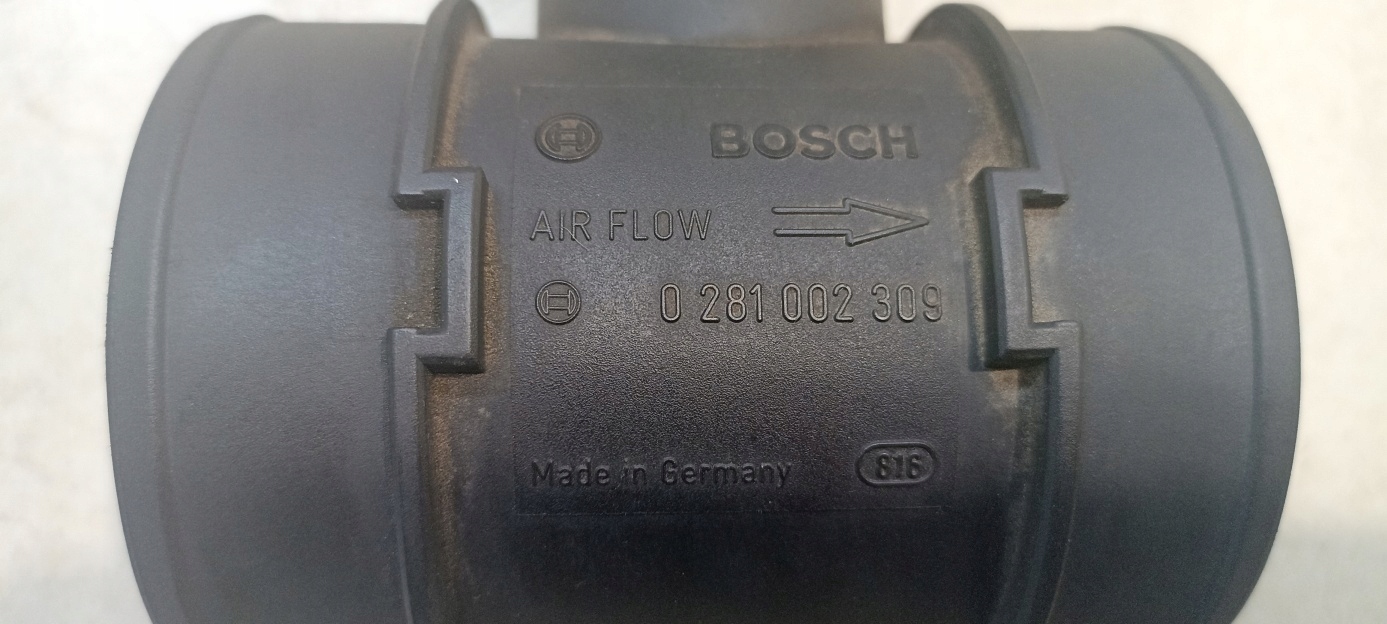 BOSCH
AIR FLOW
0 281 002 309
Made in Germany 816